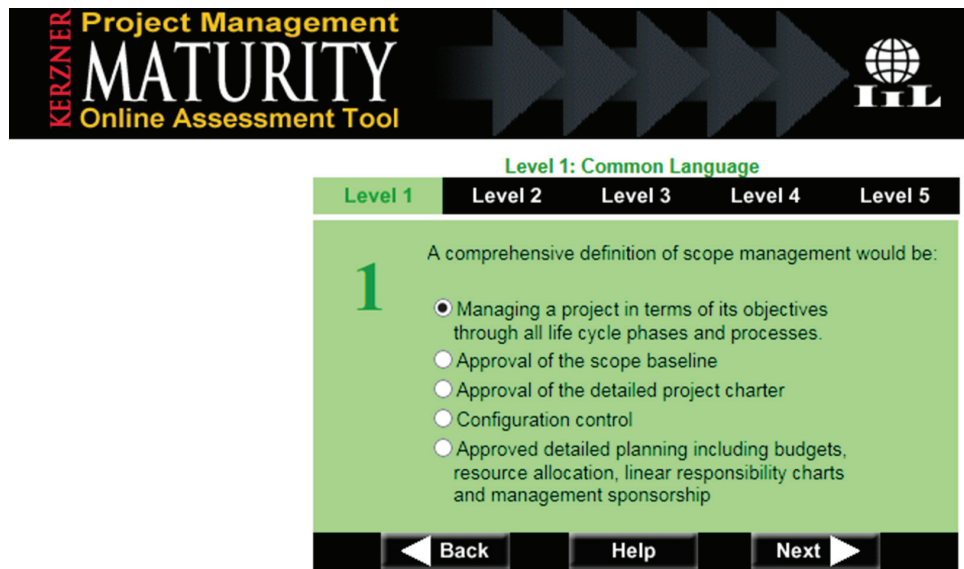 KERZNER
Project Management
MATURITY
Online Assessment Tool
IIL
Level 1: Common Language
Level 1 Level 2 Level 3 Level 4 Level 5
1
A comprehensive definition of scope management would be:
Managing a project in terms of its objectives
through all life cycle phases and processes.
Approval of the scope baseline
Approval of the detailed project charter
Configuration control
Approved detailed planning including budgets,
resource allocation, linear responsibility charts
and management sponsorship
Back Help Next